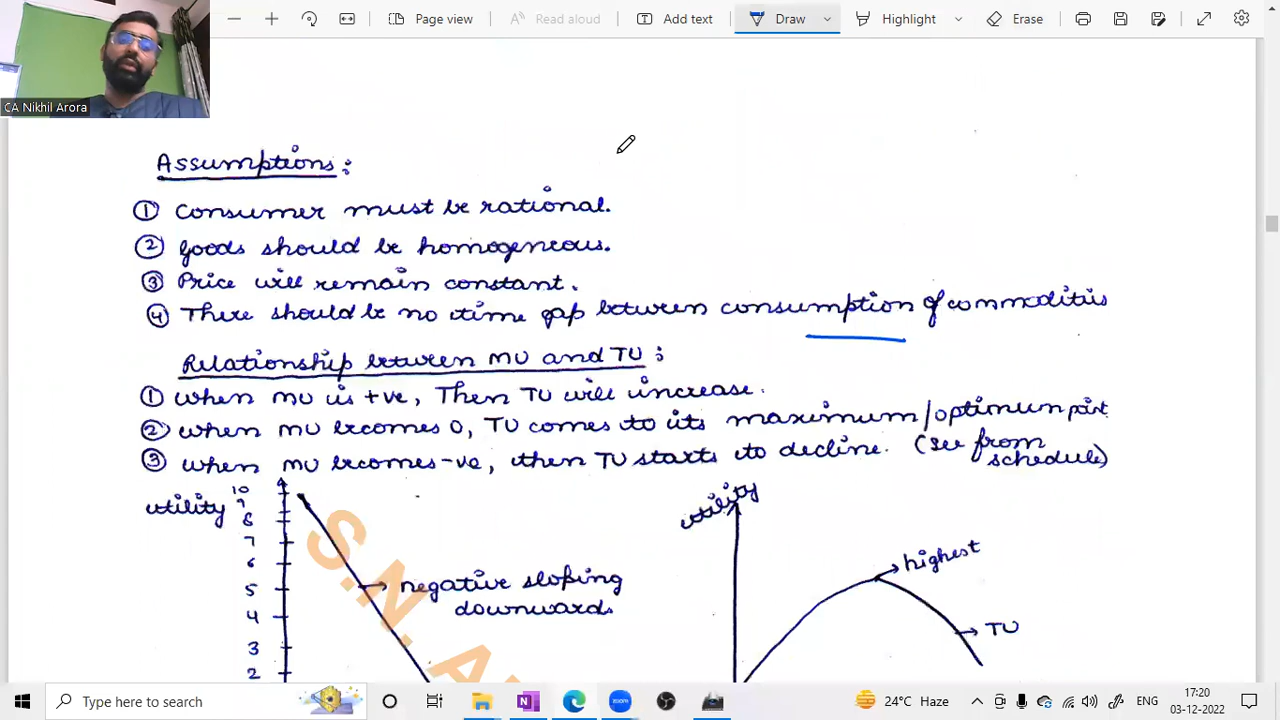 Page view
Read aloud
Add text
Draw
Highlight
Erase
CA Nikhil Arora
Assumptions:
① Consumer must be rational.
② Goods should be homogeneous.
③ Price will remain constant.
④ There should be no time gap between consumption of commodities
Relationship between MU and TU:
① when MU is +ve, Then TU will increase.
② when MU becomes 0, TU comes to its maximum/optimum point
③ when MU becomes -ve, then TU starts to decline. (see from schedule)
utility
10
9
8
7
6
5
4
3
2
negative sloping
downwards
utility
highest
TU
S.N. A
Type here to search
24°C Haze
ENG
17:20
03-12-2022